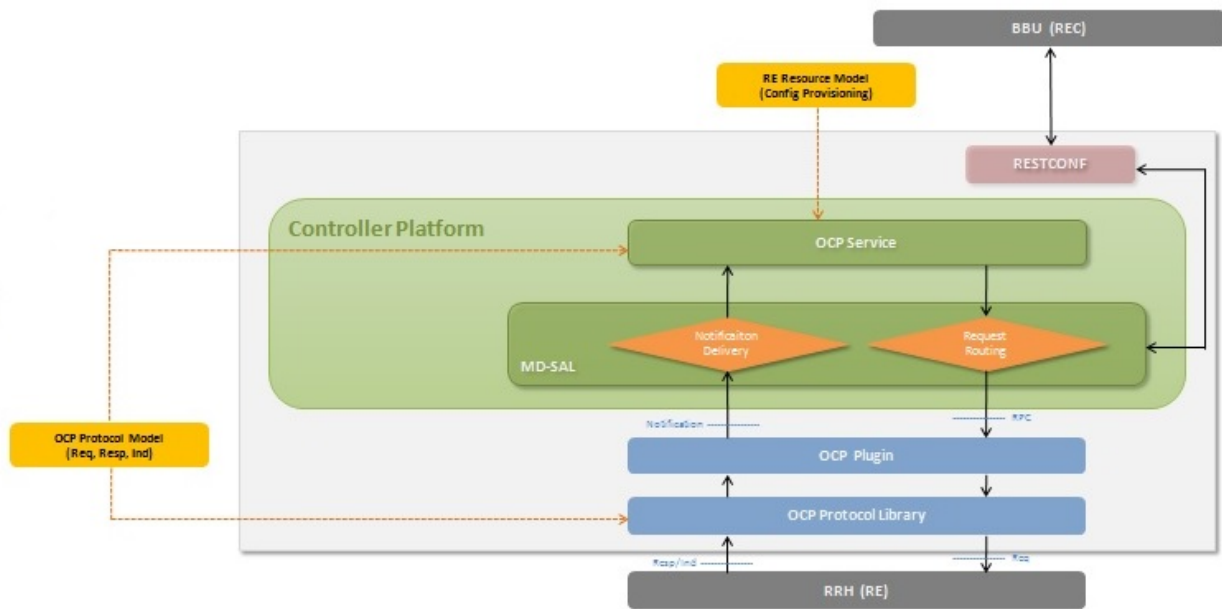 BBU (REC)
RE Resource Model
(Config Provisioning)
RESTCONF
Controller Platform
OCP Service
Notificaiton
Delivery
Request
Routing
MD-SAL
Notification
RPC
OCP Protocol Model
(Req, Resp, Ind)
OCP Plugin
OCP Protocol Library
Resp/Ind
Req
RRH (RE)